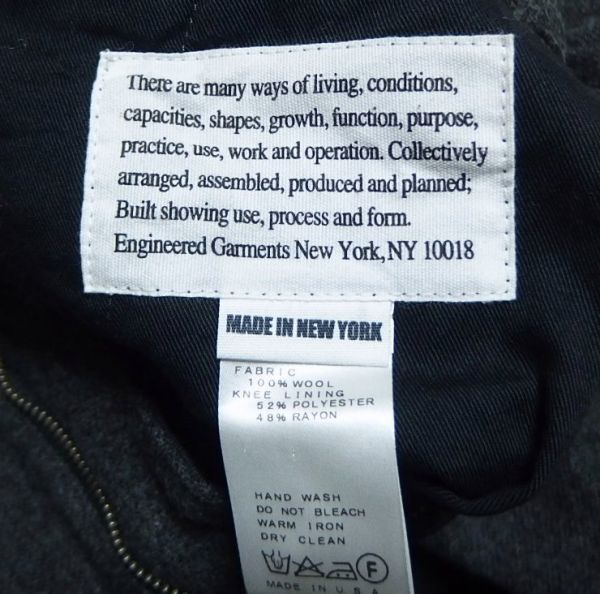 There are many ways of living, conditions,
capacities, shapes, growth, function, purpose,
practice, use, work and operation. Collectively
arranged, assembled, produced and planned;
Built showing use, process and form.
Engineered Garments New York, NY 10018
MADE IN NEW YORK
FABRIC
100% WOOL
KNEE LINING
52% POLYESTER
48% RAYON
HAND WASH
DO NOT BLEACH
WARM IRON
DRY CLEAN
F
MADE IN U.S.A